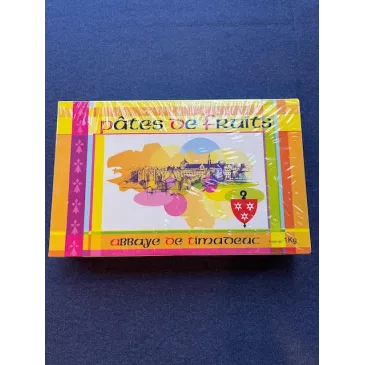 pâtes de fruits
abbaye de timadeuc
1Kg